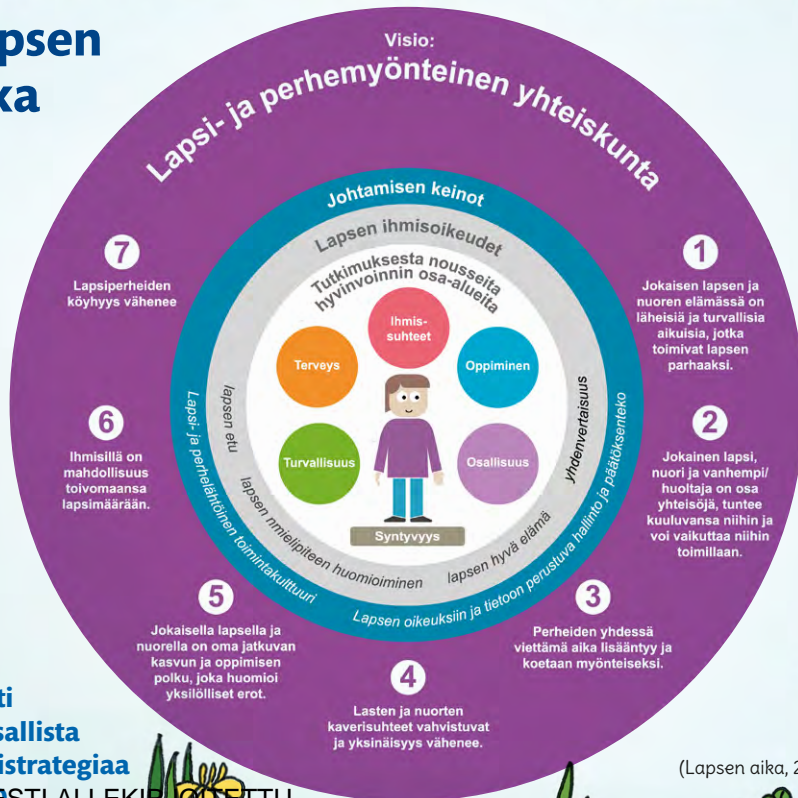 psen
ka
Visio:
Lapsi- ja perhemyönteinen yhteiskunta
Johtamisen keinot
Lapsen ihmisoikeudet
Tutkimuksesta nousseita
hyvinvoinnin osa-alueita
Ihmis-
suhteet
Terveys
Oppiminen
Turvallisuus
Osallisuus
Syntyvyys
lapsen etu
lapsen nmielipiteen huomioiminen
lapsen hyvä elämä
yhdenvertaisuus
Lapsi- ja perhelähtöinen toimintakulttuuri
Lapsen oikeuksiin ja tietoon perustuva hallinto ja päätöksenteko
1
Jokaisen lapsen ja
nuoren elämässä on
läheisiä ja turvallisia
aikuisia, jotka
toimivat lapsen
parhaaksi.
2
Jokainen lapsi,
nuori ja vanhempi/
huoltaja on osa
yhteisöjä, tuntee
kuuluvansa niihin ja
voi vaikuttaa niihin
toimillaan.
3
Perheiden yhdessä
viettämä aika lisääntyy ja
koetaan myönteiseksi.
4
Lasten ja nuorten
kaverisuhteet vahvistuvat
ja yksinäisyys vähenee.
5
Jokaisella lapsella ja
nuorella on oma jatkuvan
kasvun ja oppimisen
polku, joka huomioi
yksilölliset erot.
6
Ihmisillä on
mahdollisuus
toivomaansa
lapsimäärään.
7
Lapsiperheiden
köyhyys vähenee
ti
sallista
istrategiaa
(Lapsen aika, 2